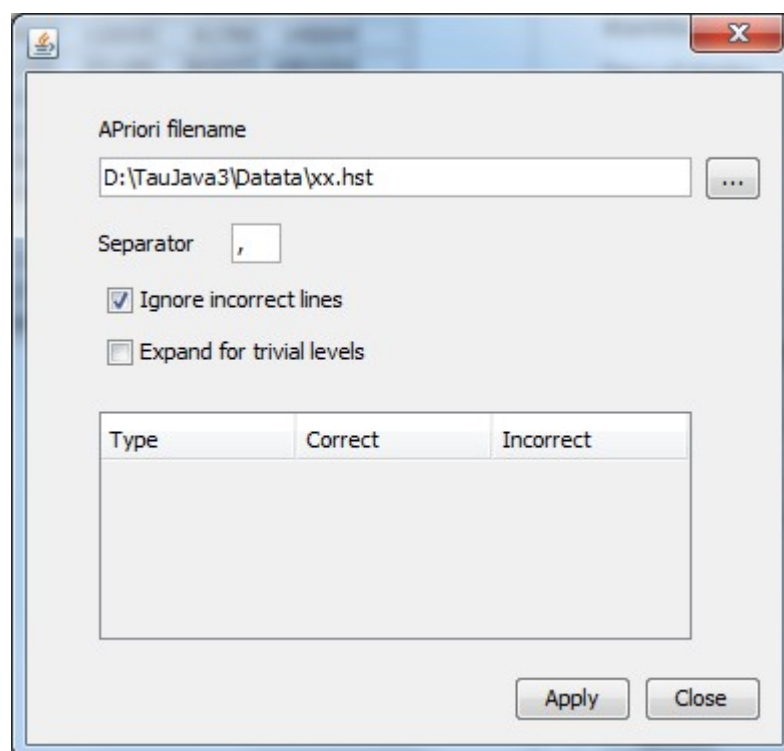 APriori filename
D:\TauJava3\Datata\xx.hst
...
Separator ,
Ignore incorrect lines
Expand for trivial levels
Type Correct Incorrect
Apply Close